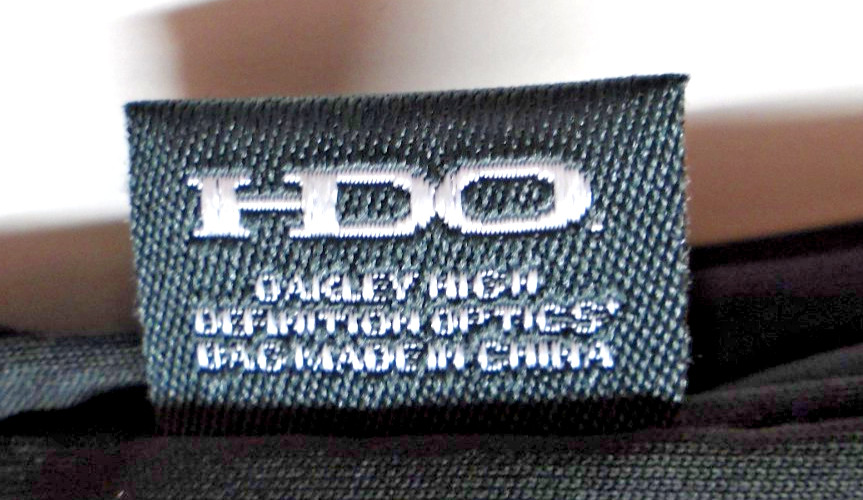 HDO.
OAKLEY HIGH
DEFINITION OPTICS*
BAG MADE IN CHINA